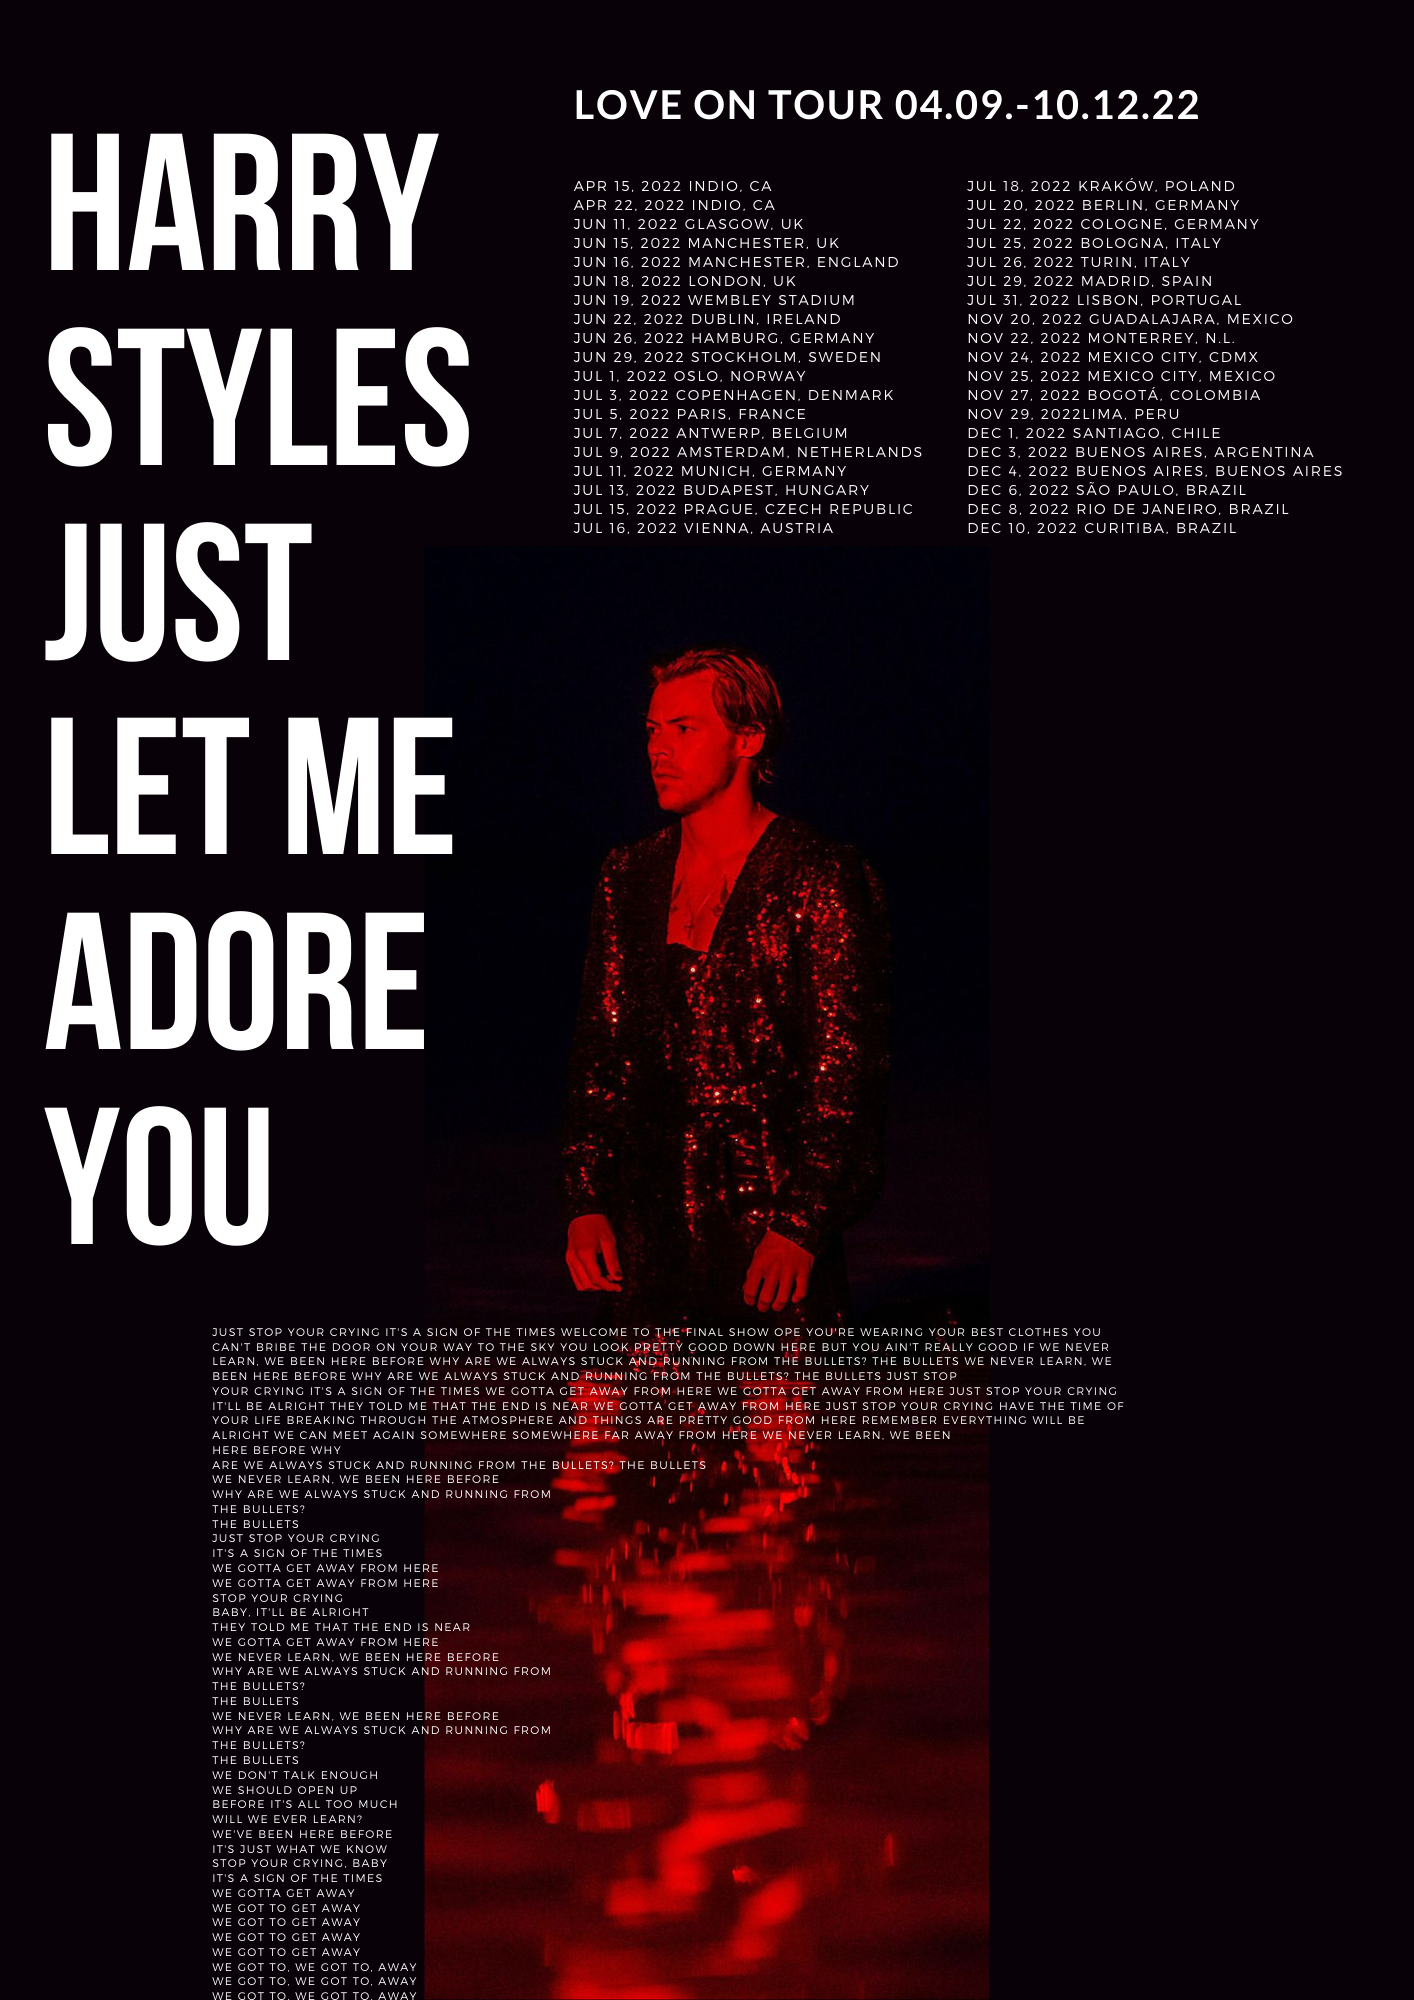 HARRY
STYLES
JUST
LET ME
ADORE
YOU
LOVE ON TOUR 04.09.-10.12.22
APR 15, 2022 INDIO, CA
APR 22, 2022 INDIO, CA
JUN 11, 2022 GLASGOW, UK
JUN 15, 2022 MANCHESTER, UK
JUN 16, 2022 MANCHESTER, ENGLAND
JUN 18, 2022 LONDON, UK
JUN 19, 2022 WEMBLEY STADIUM
JUN 22, 2022 DUBLIN, IRELAND
JUN 26, 2022 HAMBURG, GERMANY
JUN 29, 2022 STOCKHOLM, SWEDEN
JUL 1, 2022 OSLO, NORWAY
JUL 3, 2022 COPENHAGEN, DENMARK
JUL 5, 2022 PARIS, FRANCE
JUL 7, 2022 ANTWERP, BELGIUM
JUL 9, 2022 AMSTERDAM, NETHERLANDS
JUL 11, 2022 MUNICH, GERMANY
JUL 13, 2022 BUDAPEST, HUNGARY
JUL 15, 2022 PRAGUE, CZECH REPUBLIC
JUL 16, 2022 VIENNA, AUSTRIA
JUL 18, 2022 KRAKÓW, POLAND
JUL 20, 2022 BERLIN, GERMANY
JUL 22, 2022 COLOGNE, GERMANY
JUL 25, 2022 BOLOGNA, ITALY
JUL 26, 2022 TURIN, ITALY
JUL 29, 2022 MADRID, SPAIN
JUL 31, 2022 LISBON, PORTUGAL
NOV 20, 2022 GUADALAJARA, MEXICO
NOV 22, 2022 MONTERREY, N.L.
NOV 24, 2022 MEXICO CITY, CDMX
NOV 25, 2022 MEXICO CITY, MEXICO
NOV 27, 2022 BOGOTÁ, COLOMBIA
NOV 29, 2022LIMA, PERU
DEC 1, 2022 SANTIAGO, CHILE
DEC 3, 2022 BUENOS AIRES, ARGENTINA
DEC 4, 2022 BUENOS AIRES, BUENOS AIRES
DEC 6, 2022 SÃO PAULO, BRAZIL
DEC 8, 2022 RIO DE JANEIRO, BRAZIL
DEC 10, 2022 CURITIBA, BRAZIL
JUST STOP YOUR CRYING IT'S A SIGN OF THE TIMES WELCOME TO THE FINAL SHOW OPE YOU'RE WEARING YOUR BEST CLOTHES YOU
CAN'T BRIBE THE DOOR ON YOUR WAY TO THE SKY YOU LOOK PRETTY GOOD DOWN HERE BUT YOU AIN'T REALLY GOOD IF WE NEVER
LEARN, WE BEEN HERE BEFORE WHY ARE WE ALWAYS STUCK AND RUNNING FROM THE BULLETS? THE BULLETS WE NEVER LEARN, WE
BEEN HERE BEFORE WHY ARE WE ALWAYS STUCK AND RUNNING FROM THE BULLETS? THE BULLETS JUST STOP
YOUR CRYING IT'S A SIGN OF THE TIMES WE GOTTA GET AWAY FROM HERE WE GOTTA GET AWAY FROM HERE JUST STOP YOUR CRYING
IT'LL BE ALRIGHT THEY TOLD ME THAT THE END IS NEAR WE GOTTA GET AWAY FROM HERE JUST STOP YOUR CRYING HAVE THE TIME OF
YOUR LIFE BREAKING THROUGH THE ATMOSPHERE AND THINGS ARE PRETTY GOOD FROM HERE REMEMBER EVERYTHING WILL BE
ALRIGHT WE CAN MEET AGAIN SOMEWHERE SOMEWHERE FAR AWAY FROM HERE WE NEVER LEARN, WE BEEN
HERE BEFORE WHY
ARE WE ALWAYS STUCK AND RUNNING FROM THE BULLETS? THE BULLETS
WE NEVER LEARN, WE BEEN HERE BEFORE
WHY ARE WE ALWAYS STUCK AND RUNNING FROM
THE BULLETS?
THE BULLETS
JUST STOP YOUR CRYING
IT'S A SIGN OF THE TIMES
WE GOTTA GET AWAY FROM HERE
WE GOTTA GET AWAY FROM HERE
STOP YOUR CRYING
BABY, IT'LL BE ALRIGHT
THEY TOLD ME THAT THE END IS NEAR
WE GOTTA GET AWAY FROM HERE
WE NEVER LEARN, WE BEEN HERE BEFORE
WHY ARE WE ALWAYS STUCK AND RUNNING FROM
THE BULLETS?
THE BULLETS
WE NEVER LEARN, WE BEEN HERE BEFORE
WHY ARE WE ALWAYS STUCK AND RUNNING FROM
THE BULLETS?
THE BULLETS
WE DON'T TALK ENOUGH
WE SHOULD OPEN UP
BEFORE IT'S ALL TOO MUCH
WILL WE EVER LEARN?
WE'VE BEEN HERE BEFORE
IT'S JUST WHAT WE KNOW
STOP YOUR CRYING, BABY
IT'S A SIGN OF THE TIMES
WE GOTTA GET AWAY
WE GOT TO GET AWAY
WE GOT TO GET AWAY
WE GOT TO GET AWAY
WE GOT TO GET AWAY
WE GOT TO, WE GOT TO, AWAY
WE GOT TO, WE GOT TO, AWAY
WE GOT TO, WE GOT TO, AWAY